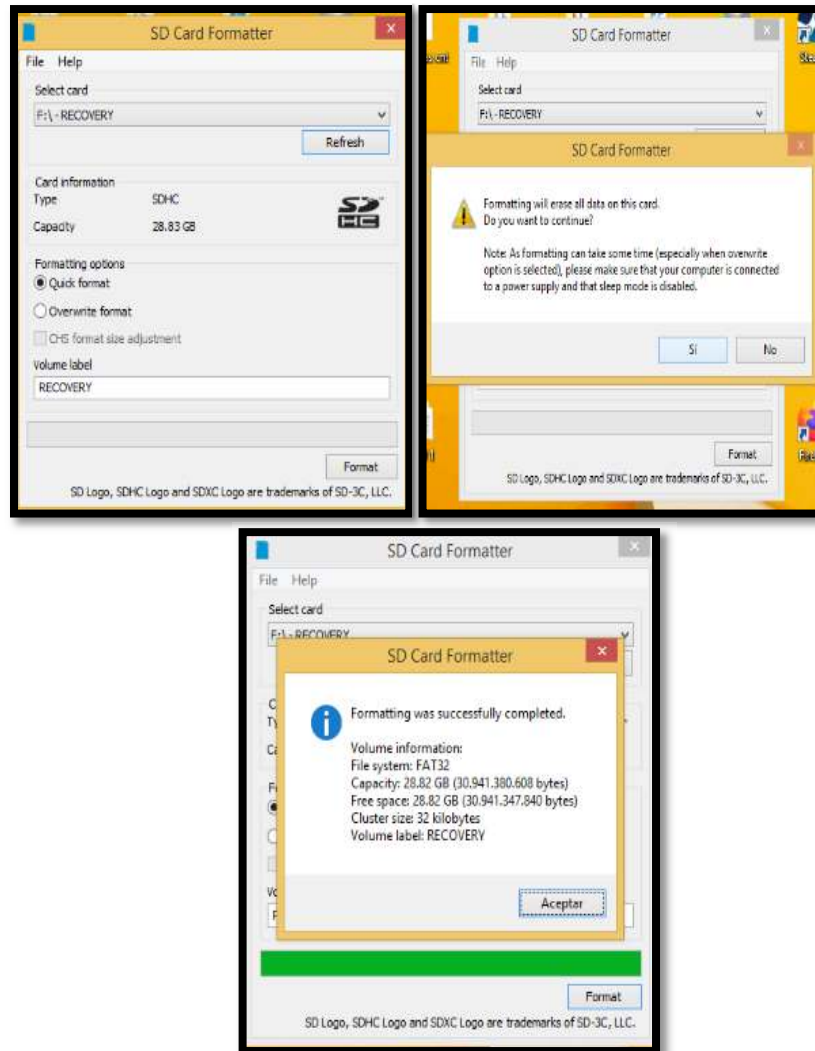 SD Card Formatter
File Help
Select card
F:\ - RECOVERY
Refresh
Card information
Type SDHC
SD
HC
Capacity 28.83 GB
Formatting options
Quick format
Overwrite format
CHS format size adjustment
Volume label
RECOVERY
Format
SD Logo, SDHC Logo and SDXC Logo are trademarks of SD-3C, LLC.
SD Card Formatter
File Help
Select card
F:\ - RECOVERY
SD Card Formatter
Formatting will erase all data on this card.
Do you want to continue?
Note: As formatting can take some time (especially when overwrite
option is selected), please make sure that your computer is connected
to a power supply and that sleep mode is disabled.
Sí No
Format
SD Logo, SDHC Logo and SDXC Logo are trademarks of SD-3C, LLC.
SD Card Formatter
File Help
Select card
F:\ - RECOVERY
SD Card Formatter
Formatting was successfully completed.
Volume information:
File system: FAT32
Capacity: 28.82 GB (30.941.380.608 bytes)
Free space: 28.82 GB (30.941.347.840 bytes)
Cluster size: 32 kilobytes
Volume label: RECOVERY
Aceptar
Format
SD Logo, SDHC Logo and SDXC Logo are trademarks of SD-3C, LLC.